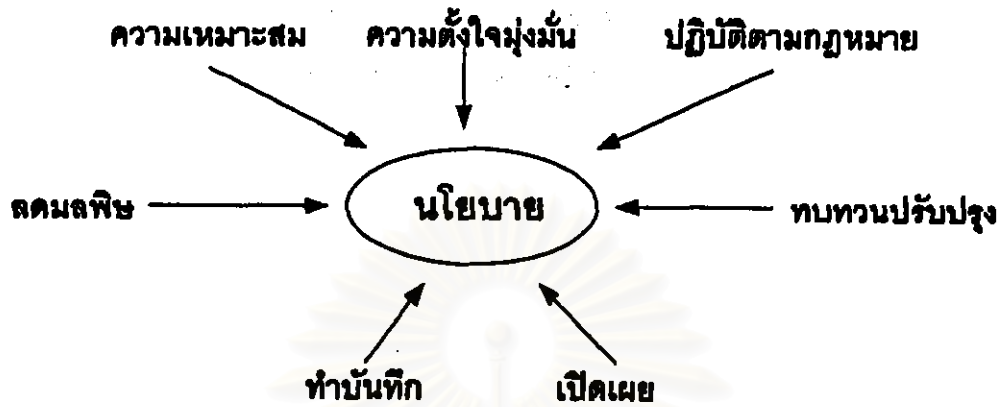 ความเหมาะสม ความตั้งใจมุ่งมั่น ปฏิบัติตามกฎหมาย
ลดมลพิษ นโยบาย ทบทวนปรับปรุง
ทำบันทึก เปิดเผย